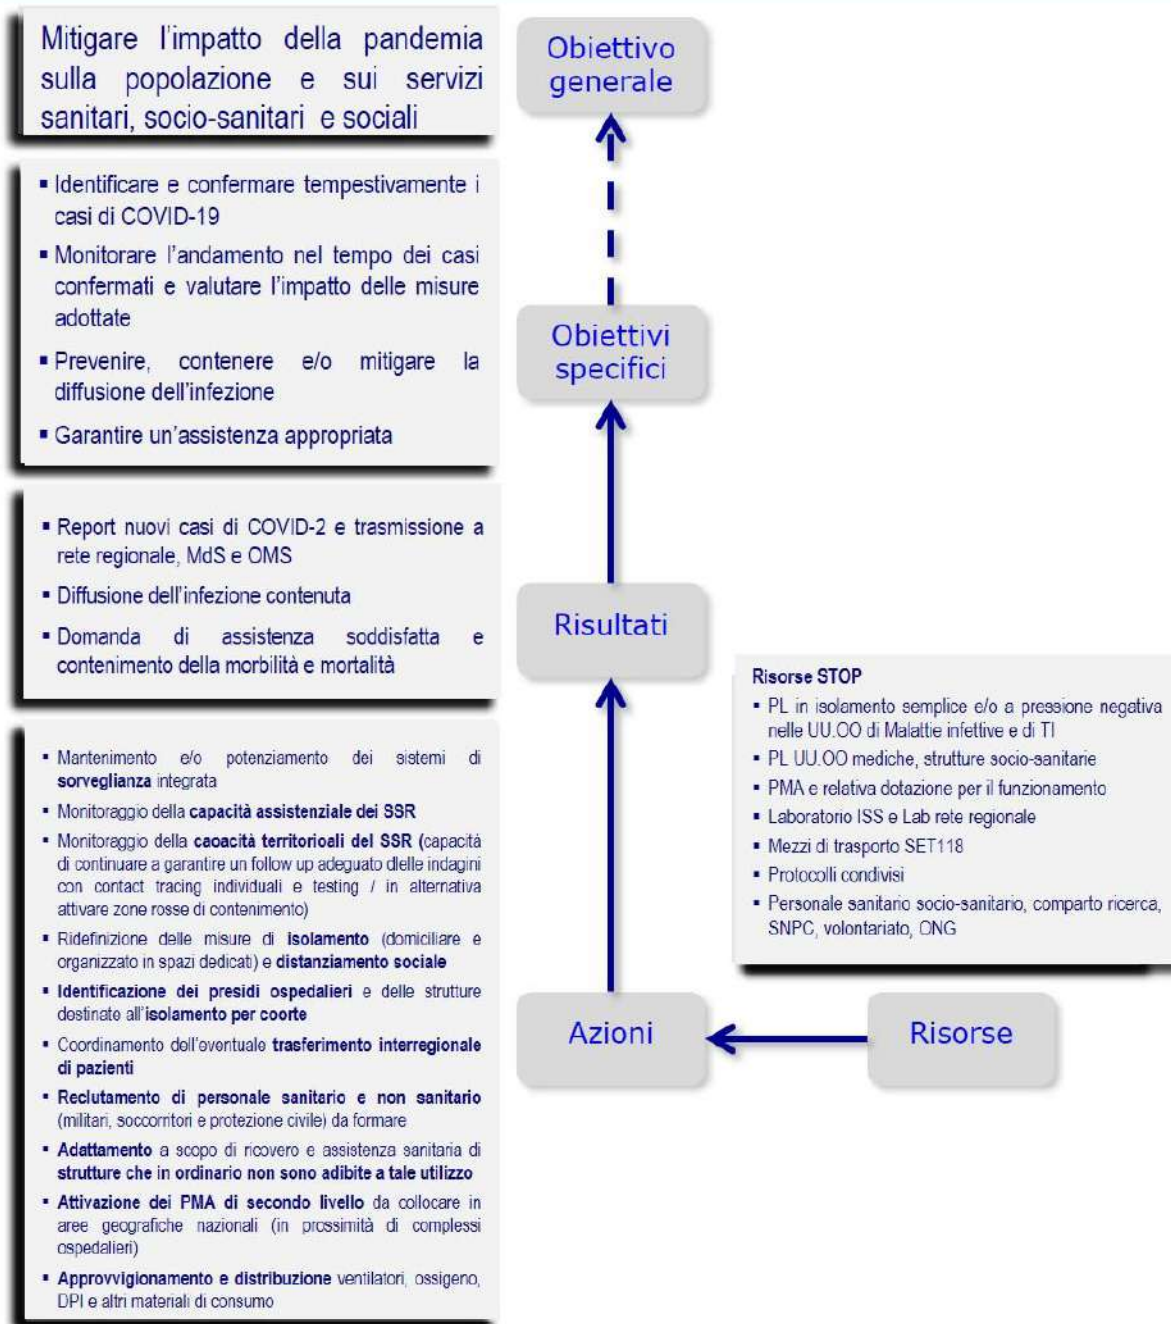 Mitigare l'impatto della pandemia
sulla popolazione e sui servizi
sanitari, socio-sanitari e sociali
Obiettivo
generale
▪ Identificare e confermare tempestivamente i
casi di COVID-19
▪ Monitorare l'andamento nel tempo dei casi
confermati e valutare l'impatto delle misure
adottate
▪ Prevenire, contenere e/o mitigare la
diffusione dell'infezione
▪ Garantire un'assistenza appropriata
Obiettivi
specifici
▪ Report nuovi casi di COVID-2 e trasmissione a
rete regionale, MdS e OMS
▪ Diffusione dell'infezione contenuta
▪ Domanda di assistenza soddisfatta e
contenimento della morbilità e mortalità
Risultati
▪ Mantenimento e/o potenziamento dei sistemi di
sorveglianza integrata
▪ Monitoraggio della capacità assistenziale dei SSR
▪ Monitoraggio della caoacità territorioali del SSR (capacità
di continuare a garantire un follow up adeguato dlelle indagini
con contact tracing individuali e testing / in alternativa
attivare zone rosse di contenimento)
▪ Ridefinizione delle misure di isolamento (domiciliare e
organizzato in spazi dedicati) e distanziamento sociale
▪ Identificazione dei presidi ospedalieri e delle strutture
destinate all'isolamento per coorte
▪ Coordinamento dell'eventuale trasferimento interregionale
di pazienti
▪ Reclutamento di personale sanitario e non sanitario
(militari, soccorritori e protezione civile) da formare
▪ Adattamento a scopo di ricovero e assistenza sanitaria di
strutture che in ordinario non sono adibite a tale utilizzo
▪ Attivazione dei PMA di secondo livello da collocare in
aree geografiche nazionali (in prossimità di complessi
ospedalieri)
▪ Approvvigionamento e distribuzione ventilatori, ossigeno,
DPI e altri materiali di consumo
Azioni
Risorse STOP
▪ PL in isolamento semplice e/o a pressione negativa
nelle UU.OO di Malattie infettive e di TI
▪ PL UU.OO mediche, strutture socio-sanitarie
▪ PMA e relativa dotazione per il funzionamento
▪ Laboratorio ISS e Lab rete regionale
▪ Mezzi di trasporto SET118
▪ Protocolli condivisi
▪ Personale sanitario socio-sanitario, comparto ricerca,
SNPC, volontariato, ONG
Risorse